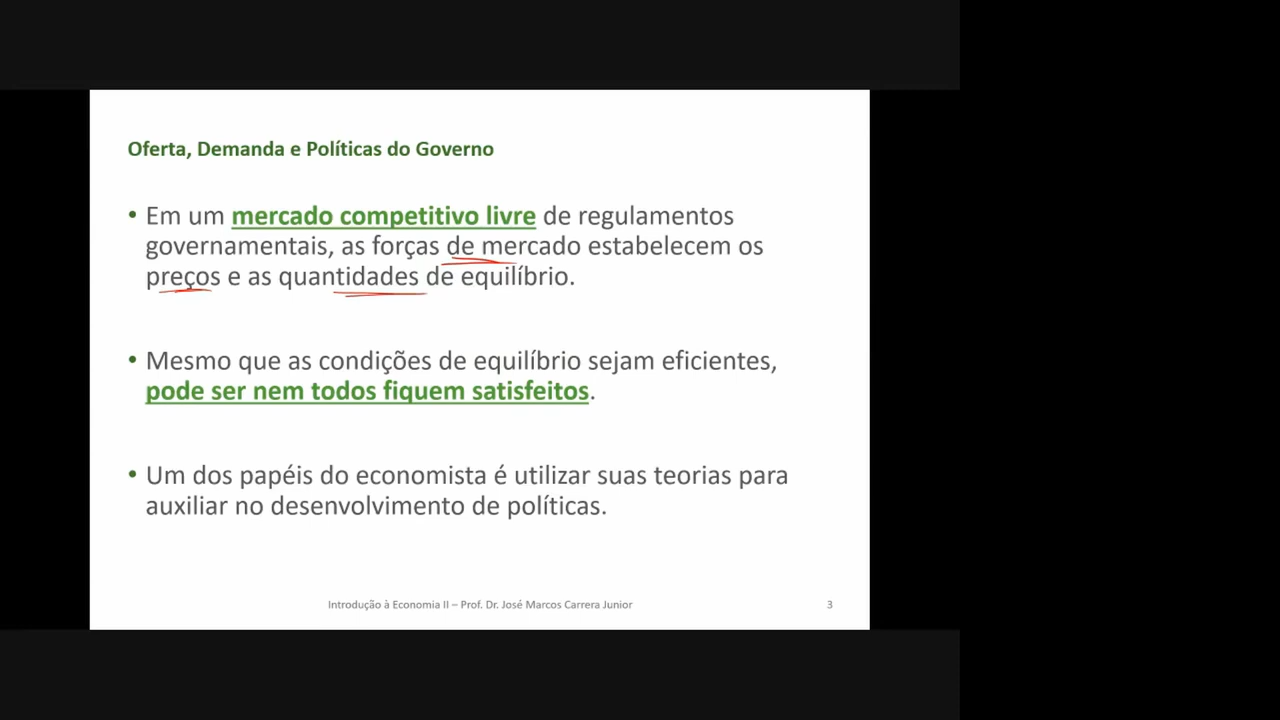 Oferta, Demanda e Políticas do Governo
• Em um mercado competitivo livre de regulamentos
governamentais, as forças de mercado estabelecem os
preços e as quantidades de equilíbrio.
• Mesmo que as condições de equilíbrio sejam eficientes,
pode ser nem todos fiquem satisfeitos.
• Um dos papéis do economista é utilizar suas teorias para
auxiliar no desenvolvimento de políticas.
Introdução à Economia II – Prof. Dr. José Marcos Carrera Junior
3